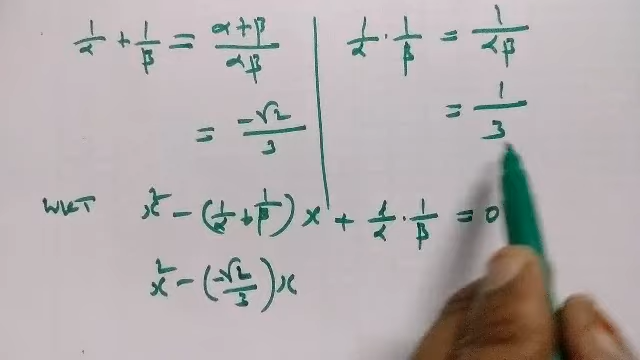 1/α + 1/β = (α+β)/(αβ)
= -√2/3
1/α · 1/β = 1/(αβ)
= 1/3
WKT x² - (1/α + 1/β)x + 1/α · 1/β = 0
x² - (-√2/3)x